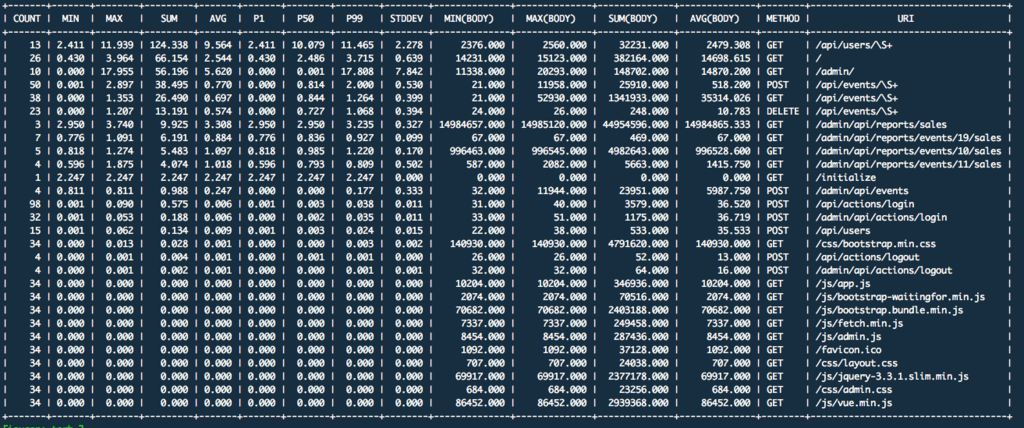 | COUNT | MIN | MAX | SUM | AVG | P1 | P50 | P99 | STDDEV | MIN(BODY) | MAX(BODY) | SUM(BODY) | AVG(BODY) | METHOD | URI |
| 13 | 2.411 | 11.939 | 124.338 | 9.564 | 2.411 | 10.079 | 11.465 | 2.278 | 2376.000 | 2560.000 | 32231.000 | 2479.308 | GET | /api/users/\S+ |
| 26 | 0.430 | 3.964 | 66.154 | 2.544 | 0.430 | 2.486 | 3.715 | 0.639 | 14231.000 | 15123.000 | 382164.000 | 14698.615 | GET | / |
| 10 | 0.000 | 17.955 | 56.196 | 5.620 | 0.000 | 0.001 | 17.808 | 7.842 | 11338.000 | 20293.000 | 148702.000 | 14870.200 | GET | /admin/ |
| 50 | 0.001 | 2.897 | 38.495 | 0.770 | 0.000 | 0.814 | 2.000 | 0.530 | 21.000 | 11958.000 | 25910.000 | 518.200 | POST | /api/events/\S+ |
| 38 | 0.000 | 1.353 | 26.490 | 0.697 | 0.000 | 0.844 | 1.264 | 0.399 | 21.000 | 52930.000 | 1341933.000 | 35314.026 | GET | /api/events/\S+ |
| 23 | 0.000 | 1.207 | 13.191 | 0.574 | 0.000 | 0.727 | 1.068 | 0.394 | 24.000 | 26.000 | 248.000 | 10.783 | DELETE | /api/events/\S+ |
| 3 | 2.950 | 3.740 | 9.925 | 3.308 | 2.950 | 2.950 | 3.235 | 0.327 | 14984657.000 | 14985120.000 | 44954596.000 | 14984865.333 | GET | /admin/api/reports/sales |
| 7 | 0.776 | 1.091 | 6.191 | 0.884 | 0.776 | 0.836 | 0.927 | 0.099 | 67.000 | 67.000 | 469.000 | 67.000 | GET | /admin/api/reports/events/19/sales |
| 5 | 0.818 | 1.274 | 5.483 | 1.097 | 0.818 | 0.985 | 1.220 | 0.170 | 996463.000 | 996545.000 | 4982643.000 | 996528.600 | GET | /admin/api/reports/events/10/sales |
| 4 | 0.596 | 1.875 | 4.074 | 1.018 | 0.596 | 0.793 | 0.809 | 0.502 | 587.000 | 2082.000 | 5663.000 | 1415.750 | GET | /admin/api/reports/events/11/sales |
| 1 | 2.247 | 2.247 | 2.247 | 2.247 | 2.247 | 2.247 | 2.247 | 0.000 | 0.000 | 0.000 | 0.000 | 0.000 | GET | /initialize |
| 4 | 0.811 | 0.811 | 0.988 | 0.247 | 0.000 | 0.000 | 0.177 | 0.333 | 32.000 | 11944.000 | 23951.000 | 5987.750 | POST | /admin/api/events |
| 98 | 0.001 | 0.090 | 0.575 | 0.006 | 0.001 | 0.003 | 0.038 | 0.011 | 31.000 | 40.000 | 3579.000 | 36.520 | POST | /api/actions/login |
| 32 | 0.001 | 0.053 | 0.188 | 0.006 | 0.000 | 0.002 | 0.035 | 0.011 | 33.000 | 51.000 | 1175.000 | 36.719 | POST | /admin/api/actions/login |
| 15 | 0.001 | 0.062 | 0.134 | 0.009 | 0.001 | 0.003 | 0.024 | 0.015 | 22.000 | 38.000 | 533.000 | 35.533 | POST | /api/users |
| 34 | 0.000 | 0.013 | 0.028 | 0.001 | 0.000 | 0.000 | 0.003 | 0.002 | 140930.000 | 140930.000 | 4791620.000 | 140930.000 | GET | /css/bootstrap.min.css |
| 4 | 0.000 | 0.001 | 0.004 | 0.001 | 0.000 | 0.001 | 0.001 | 0.000 | 26.000 | 26.000 | 52.000 | 13.000 | POST | /api/actions/logout |
| 4 | 0.000 | 0.001 | 0.002 | 0.001 | 0.000 | 0.000 | 0.001 | 0.001 | 32.000 | 32.000 | 64.000 | 16.000 | POST | /admin/api/actions/logout |
| 34 | 0.000 | 0.000 | 0.000 | 0.000 | 0.000 | 0.000 | 0.000 | 0.000 | 10204.000 | 10204.000 | 346936.000 | 10204.000 | GET | /js/app.js |
| 34 | 0.000 | 0.000 | 0.000 | 0.000 | 0.000 | 0.000 | 0.000 | 0.000 | 2074.000 | 2074.000 | 70516.000 | 2074.000 | GET | /js/bootstrap-waitingfor.min.js |
| 34 | 0.000 | 0.000 | 0.000 | 0.000 | 0.000 | 0.000 | 0.000 | 0.000 | 70682.000 | 70682.000 | 2403188.000 | 70682.000 | GET | /js/bootstrap.bundle.min.js |
| 34 | 0.000 | 0.000 | 0.000 | 0.000 | 0.000 | 0.000 | 0.000 | 0.000 | 7337.000 | 7337.000 | 249458.000 | 7337.000 | GET | /js/fetch.min.js |
| 34 | 0.000 | 0.000 | 0.000 | 0.000 | 0.000 | 0.000 | 0.000 | 0.000 | 8454.000 | 8454.000 | 287436.000 | 8454.000 | GET | /js/admin.js |
| 34 | 0.000 | 0.000 | 0.000 | 0.000 | 0.000 | 0.000 | 0.000 | 0.000 | 1092.000 | 1092.000 | 37128.000 | 1092.000 | GET | /favicon.ico |
| 34 | 0.000 | 0.000 | 0.000 | 0.000 | 0.000 | 0.000 | 0.000 | 0.000 | 707.000 | 707.000 | 24038.000 | 707.000 | GET | /css/layout.css |
| 34 | 0.000 | 0.000 | 0.000 | 0.000 | 0.000 | 0.000 | 0.000 | 0.000 | 69917.000 | 69917.000 | 2377178.000 | 69917.000 | GET | /js/jquery-3.3.1.slim.min.js |
| 34 | 0.000 | 0.000 | 0.000 | 0.000 | 0.000 | 0.000 | 0.000 | 0.000 | 684.000 | 684.000 | 23256.000 | 684.000 | GET | /css/admin.css |
| 34 | 0.000 | 0.000 | 0.000 | 0.000 | 0.000 | 0.000 | 0.000 | 0.000 | 86452.000 | 86452.000 | 2939368.000 | 86452.000 | GET | /js/vue.min.js |